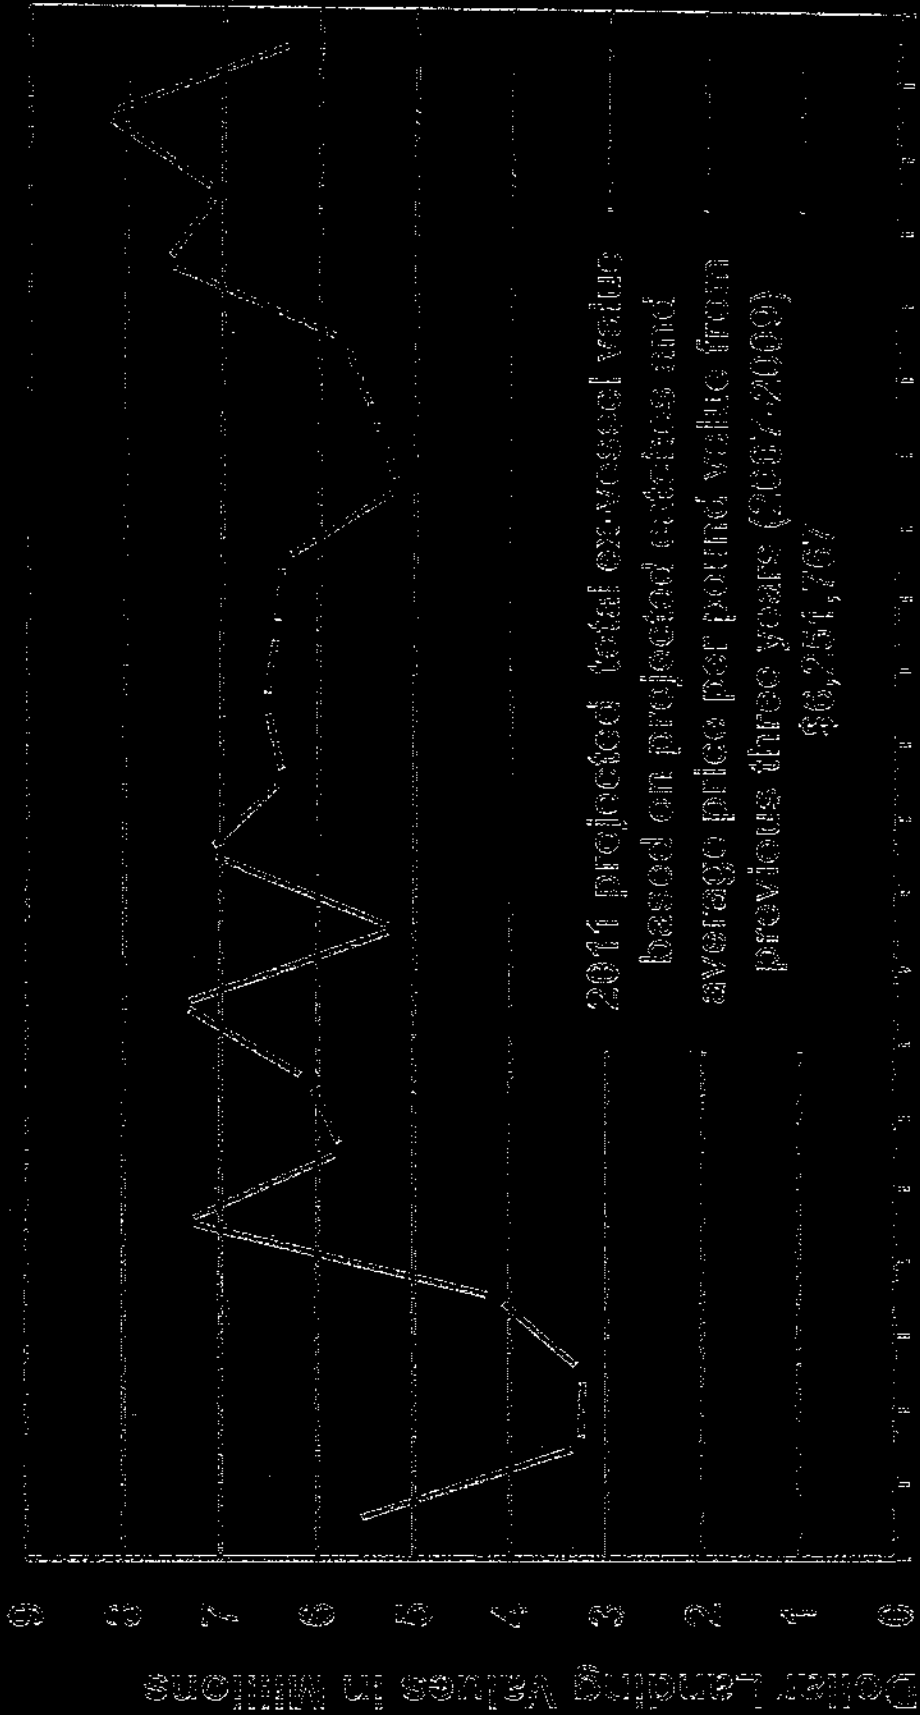 Dollar Landing Values in Millions
9
8
7
6
5
4
3
2
1
0
2011 projected total ex-vessel value
based on projected catches and
average price per pound value from
previous three years (2007-2009)
$6,251,767